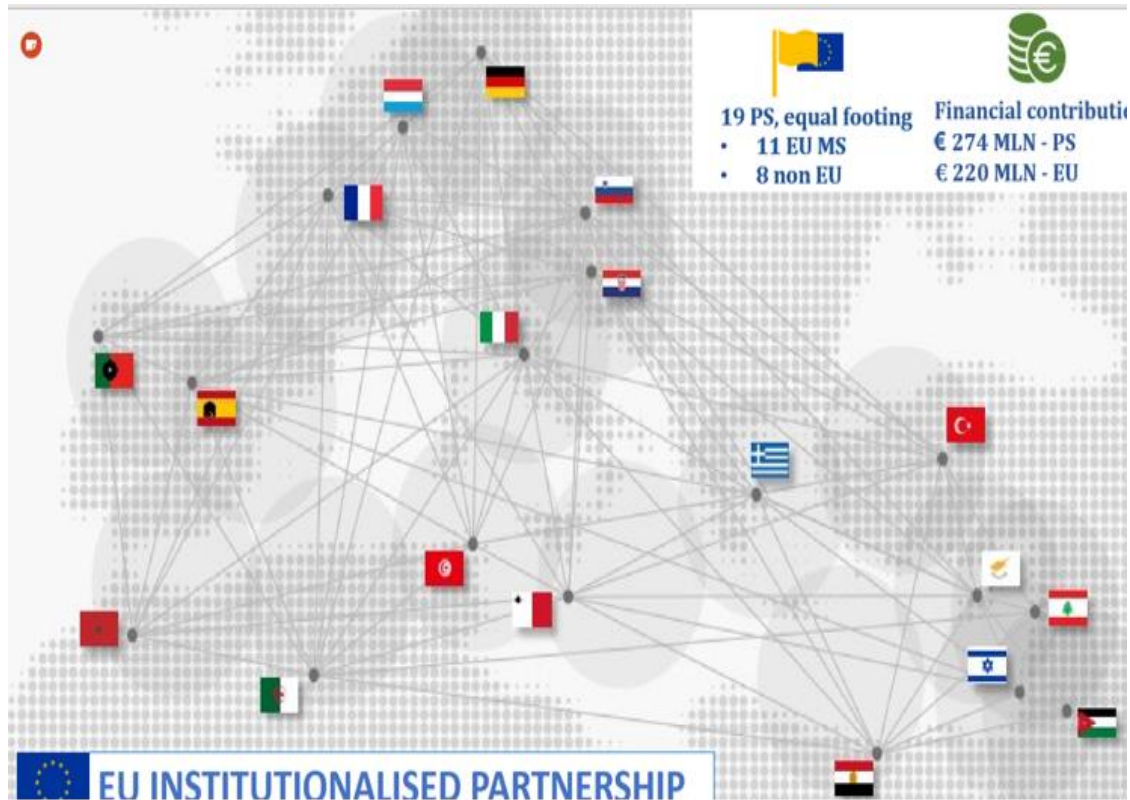 19 PS, equal footing
• 11 EU MS
• 8 non EU
Financial contributi
€ 274 MLN - PS
€ 220 MLN - EU
EU INSTITUTIONALISED PARTNERSHIP